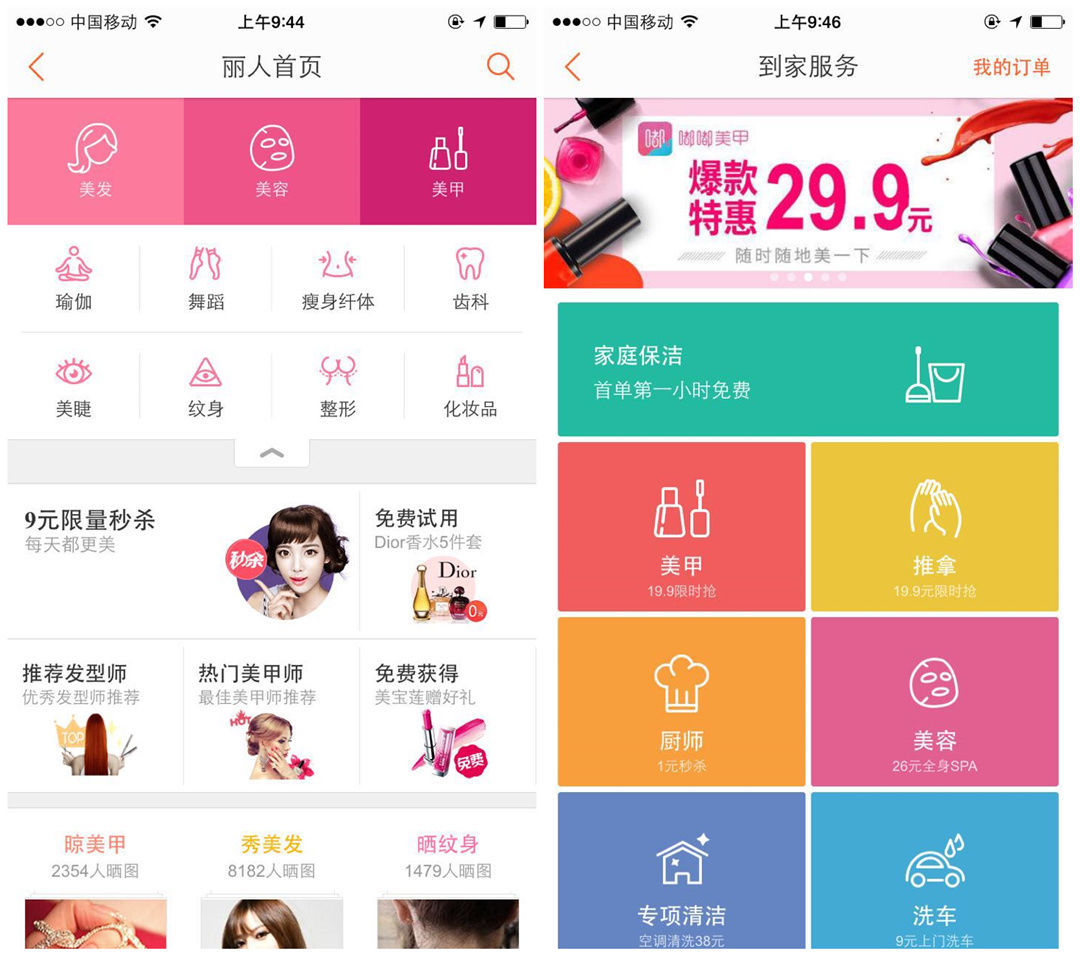 中国移动
上午9:44
丽人首页
美发
美容
美甲
瑜伽
舞蹈
瘦身纤体
齿科
美睫
纹身
整形
化妆品
9元限量秒杀
每天都更美
秒杀
免费试用
Dior香水5件套
Dior
0元
推荐发型师
优秀发型师推荐
TOP
热门美甲师
最佳美甲师推荐
HOT
免费获得
美宝莲赠好礼
免费
晾美甲
2354人晒图
秀美发
8182人晒图
晒纹身
1479人晒图
中国移动
上午9:46
到家服务
我的订单
嘟
嘟嘟美甲
爆款
特惠
29.9元
随时随地美一下
家庭保洁
首单第一小时免费
美甲
19.9限时抢
推拿
19.9元限时抢
厨师
1元秒杀
美容
26元全身SPA
专项清洁
空调清洗38元
洗车
9元上门洗车